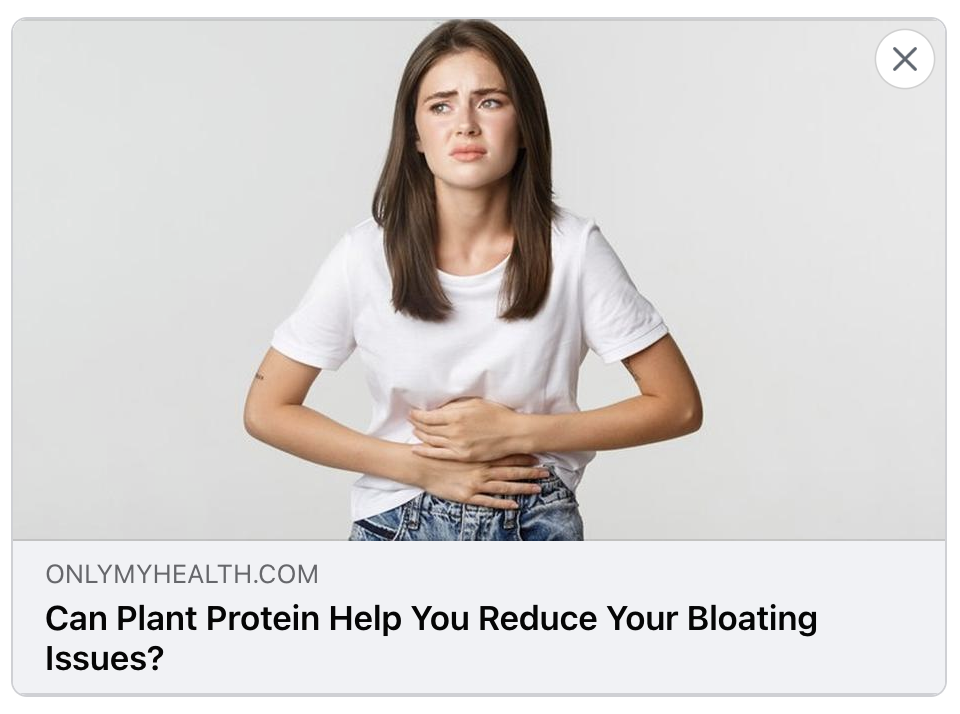 ONLYMYHEALTH.COM
Can Plant Protein Help You Reduce Your Bloating
Issues?